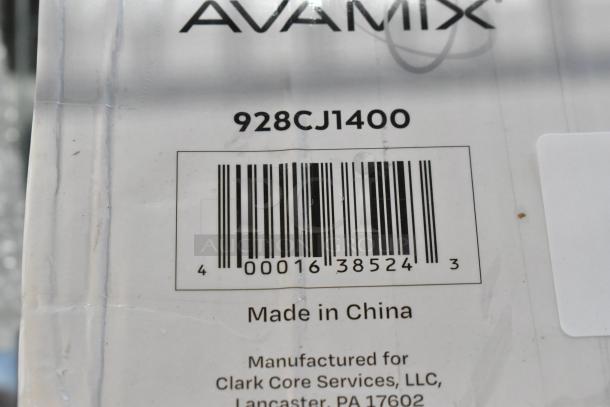 AVAMIX
928CJ1400
4 00016 38524 3
Made in China
Manufactured for
Clark Core Services, LLC,
Lancaster, PA 17602